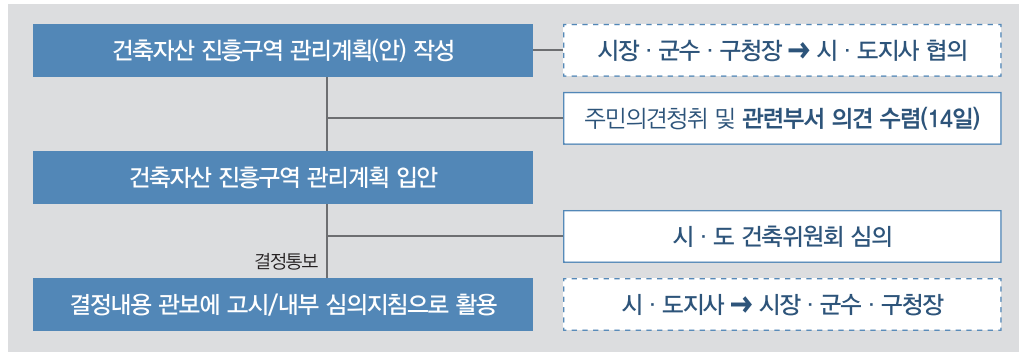 건축자산 진흥구역 관리계획(안) 작성
시장 · 군수 · 구청장 ➜ 시 · 도지사 협의
주민의견청취 및 관련부서 의견 수렴(14일)
건축자산 진흥구역 관리계획 입안
시 · 도 건축위원회 심의
결정통보
결정내용 관보에 고시/내부 심의지침으로 활용
시 · 도지사 ➜ 시장 · 군수 · 구청장